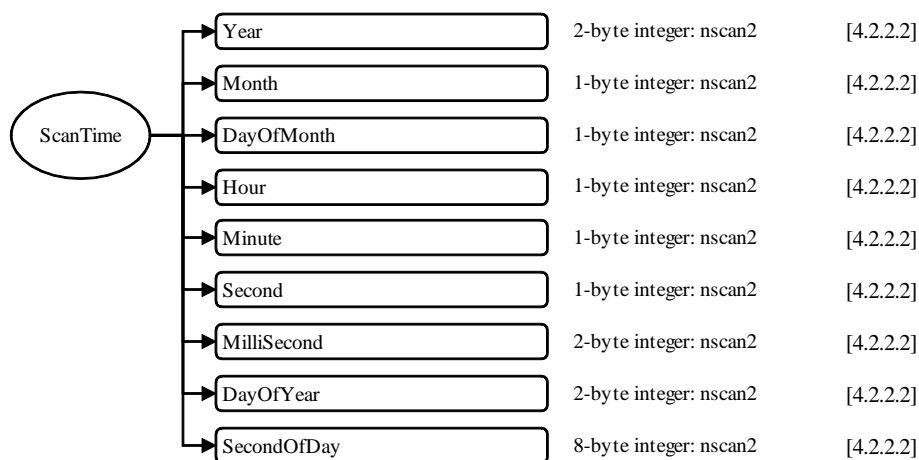 Year 2-byte integer: nscan2 [4.2.2.2]
Month 1-byte integer: nscan2 [4.2.2.2]
ScanTime DayOfMonth 1-byte integer: nscan2 [4.2.2.2]
Hour 1-byte integer: nscan2 [4.2.2.2]
Minute 1-byte integer: nscan2 [4.2.2.2]
Second 1-byte integer: nscan2 [4.2.2.2]
MilliSecond 2-byte integer: nscan2 [4.2.2.2]
DayOfYear 2-byte integer: nscan2 [4.2.2.2]
SecondOfDay 8-byte integer: nscan2 [4.2.2.2]